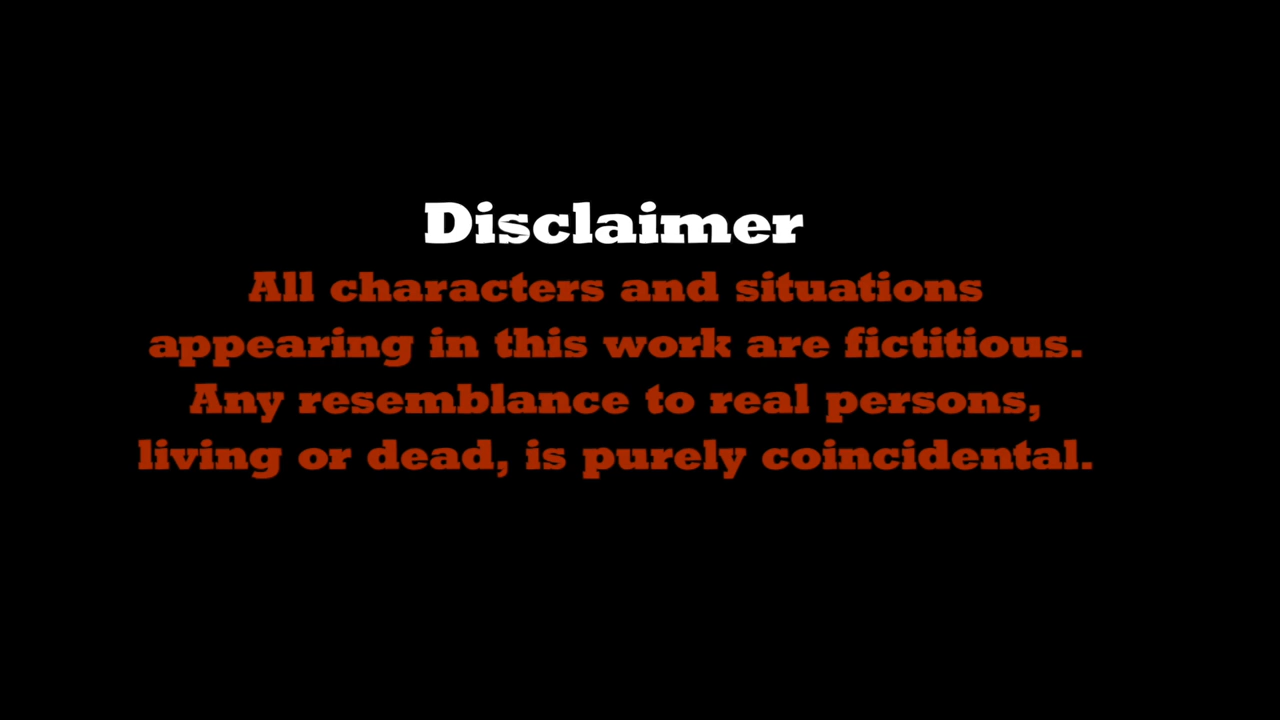 Disclaimer
All characters and situations
appearing in this work are fictitious.
Any resemblance to real persons,
living or dead, is purely coincidental.